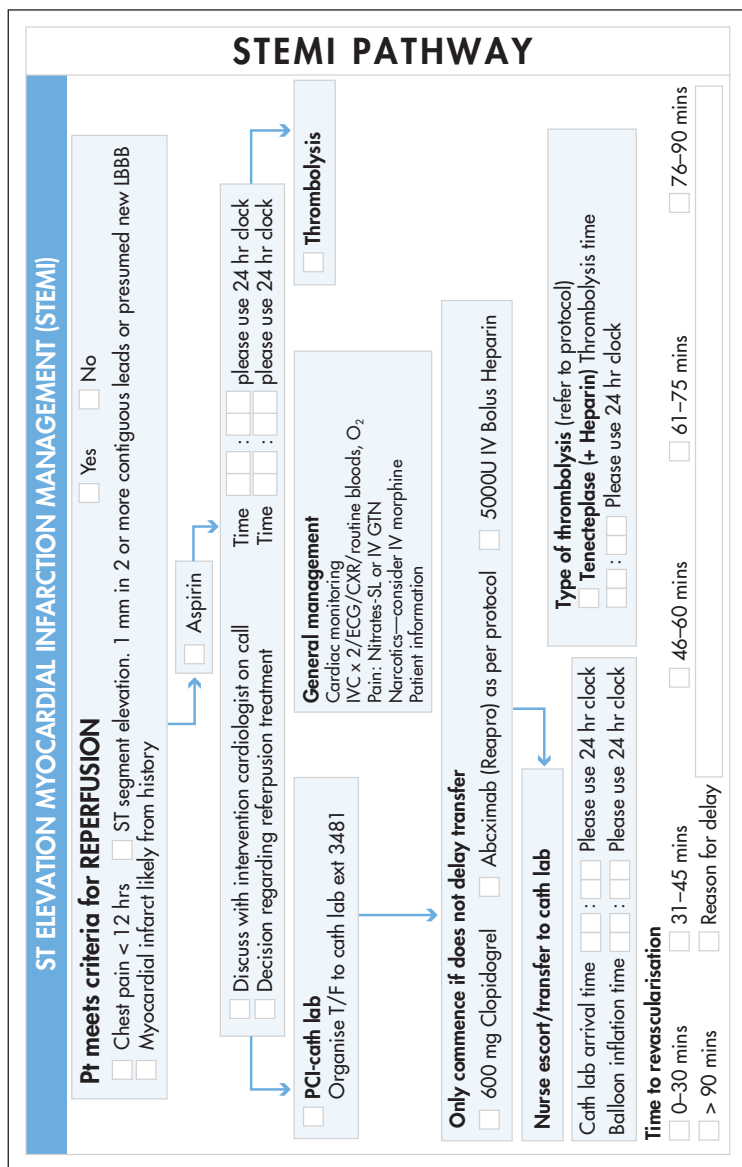 STEMI PATHWAY
ST ELEVATION MYOCARDIAL INFARCTION MANAGEMENT (STEMI)
Pt meets criteria for REPERFUSION
Yes
No
Chest pain < 12 hrs
ST segment elevation. 1 mm in 2 or more contiguous leads or presumed new LBBB
Myocardial infarct likely from history
Aspirin
Discuss with intervention cardiologist on call
Time : please use 24 hr clock
Decision regarding referpusion treatment
Time : please use 24 hr clock
PCI-cath lab
Organise T/F to cath lab ext 3481
General management
Cardiac monitoring
IVC x 2/ECG/CXR/routine bloods, O2
Pain: Nitrates-SL or IV GTN
Narcotics—consider IV morphine
Patient information
Thrombolysis
Only commence if does not delay transfer
600 mg Clopidogrel
Abcximab (Reapro) as per protocol
5000U IV Bolus Heparin
Nurse escort/transfer to cath lab
Cath lab arrival time : Please use 24 hr clock
Balloon inflation time : Please use 24 hr clock
Type of thrombolysis (refer to protocol)
Tenecteplase (+ Heparin) Thrombolysis time
: Please use 24 hr clock
Time to revascularisation
0–30 mins
31–45 mins
46–60 mins
61–75 mins
76–90 mins
> 90 mins
Reason for delay